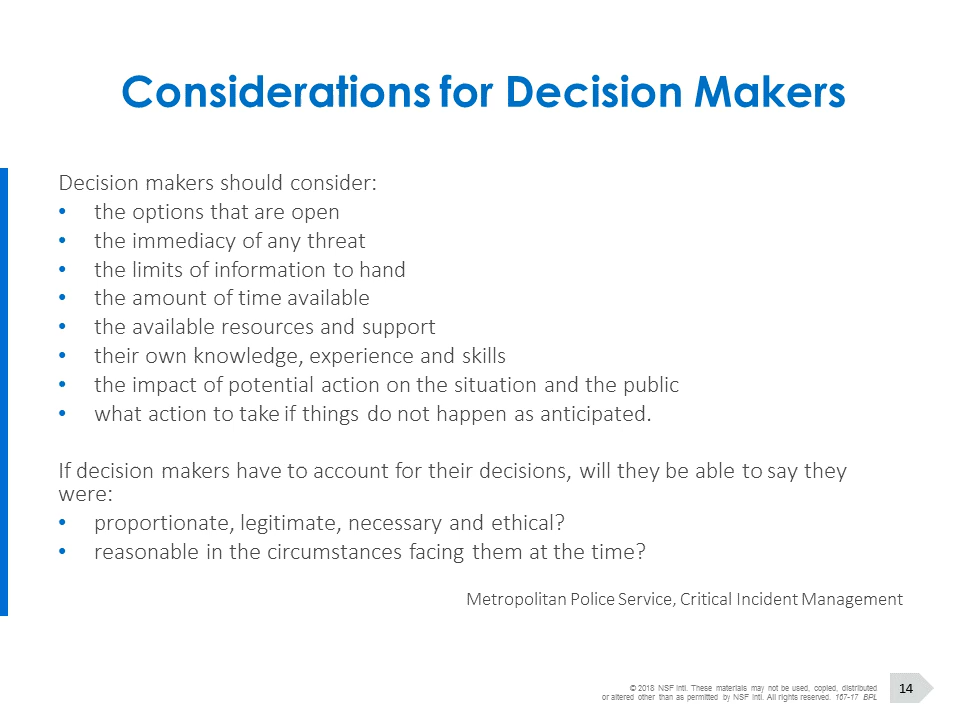 Considerations for Decision Makers
Decision makers should consider:
• the options that are open
• the immediacy of any threat
• the limits of information to hand
• the amount of time available
• the available resources and support
• their own knowledge, experience and skills
• the impact of potential action on the situation and the public
• what action to take if things do not happen as anticipated.
If decision makers have to account for their decisions, will they be able to say they
were:
• proportionate, legitimate, necessary and ethical?
• reasonable in the circumstances facing them at the time?
Metropolitan Police Service, Critical Incident Management
© 2018 NSF Intl. These materials may not be used, copied, distributed
or altered other than as permitted by NSF Intl. All rights reserved. 167-17 BPL
14